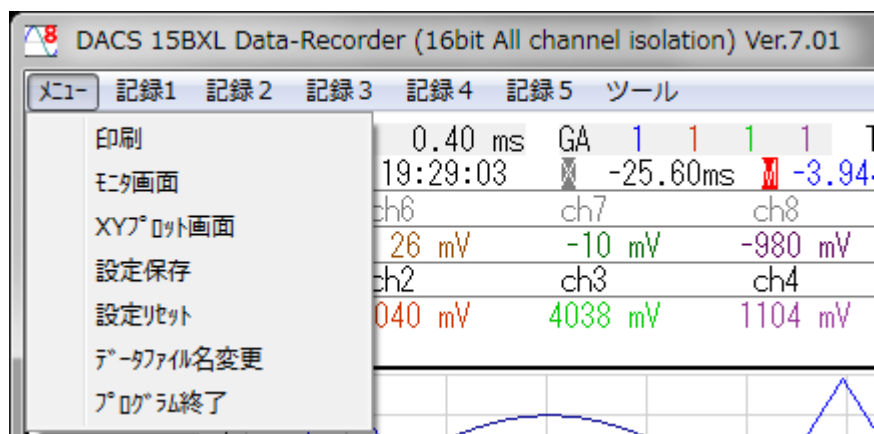 DACS 15BXL Data-Recorder (16bit All channel isolation) Ver.7.01
ﾒﾆｭｰ 記録1 記録2 記録3 記録4 記録5 ツール
印刷
0.40 ms GA 1 1 1 1
ﾓﾆﾀ画面
19:29:03 -25.60ms -3.94
XYﾌﾟﾛｯﾄ画面
ch6 ch7 ch8
26 mV -10 mV -980 mV
設定保存
ch2 ch3 ch4
設定ﾘｾｯﾄ
040 mV 4038 mV 1104 mV
ﾃﾞｰﾀﾌｧｲﾙ名変更
ﾌﾟﾛｸﾞﾗﾑ終了